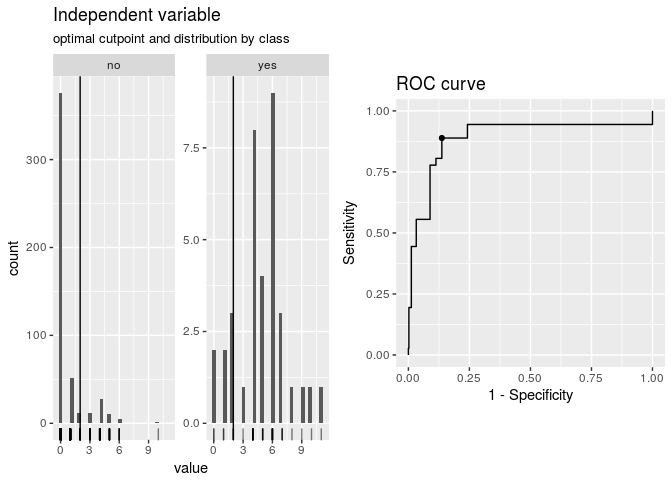 Independent variable
optimal cutpoint and distribution by class
no
yes
300
200
100
0
count
7.5
5.0
2.5
0.0
0 3 6 9
0 3 6 9
value
ROC curve
1.00
0.75
0.50
0.25
0.00
Sensitivity
0.00 0.25 0.50 0.75 1.00
1 - Specificity